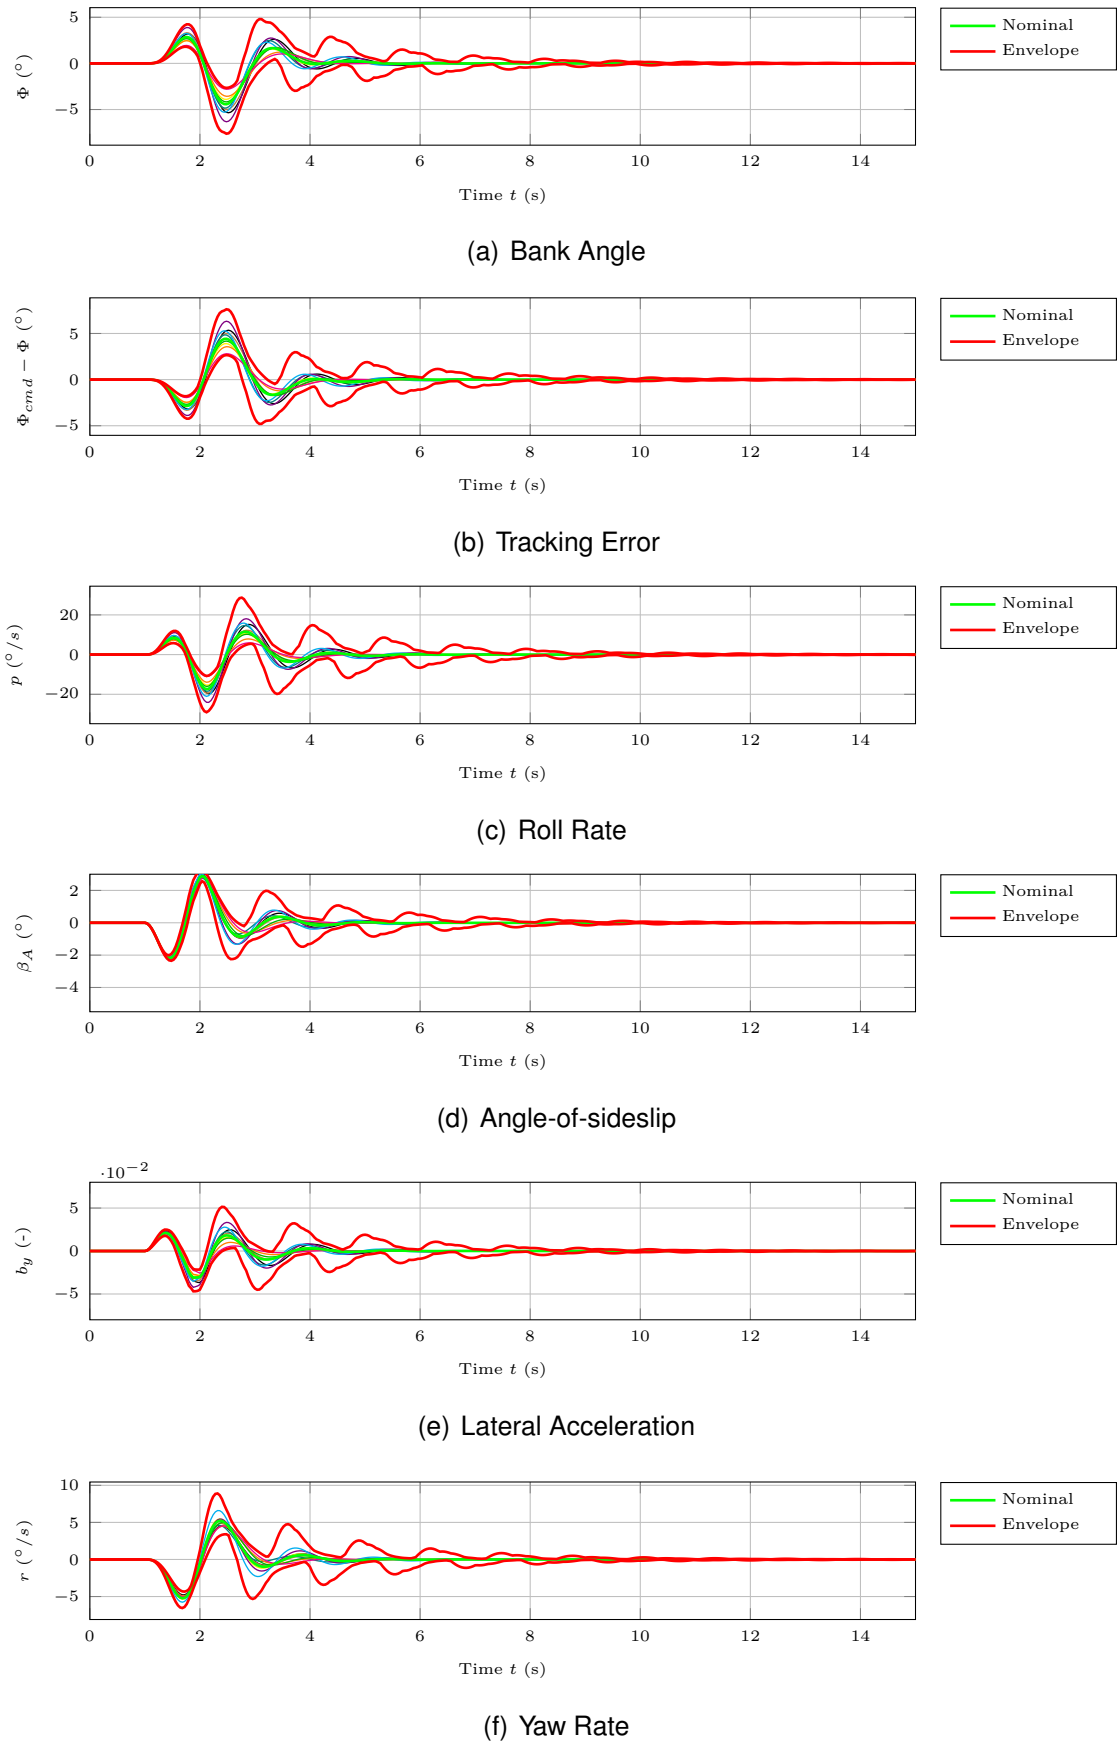 5
0
−5
Φ (°)
0 2 4 6 8 10 12 14
Time t (s)
Nominal
Envelope
(a) Bank Angle
5
0
−5
Φcmd − Φ (°)
0 2 4 6 8 10 12 14
Time t (s)
Nominal
Envelope
(b) Tracking Error
20
0
−20
p (°/s)
0 2 4 6 8 10 12 14
Time t (s)
Nominal
Envelope
(c) Roll Rate
2
0
−2
−4
βA (°)
0 2 4 6 8 10 12 14
Time t (s)
Nominal
Envelope
(d) Angle-of-sideslip
·10−2
5
0
−5
by (-)
0 2 4 6 8 10 12 14
Time t (s)
Nominal
Envelope
(e) Lateral Acceleration
10
5
0
−5
r (°/s)
0 2 4 6 8 10 12 14
Time t (s)
Nominal
Envelope
(f) Yaw Rate